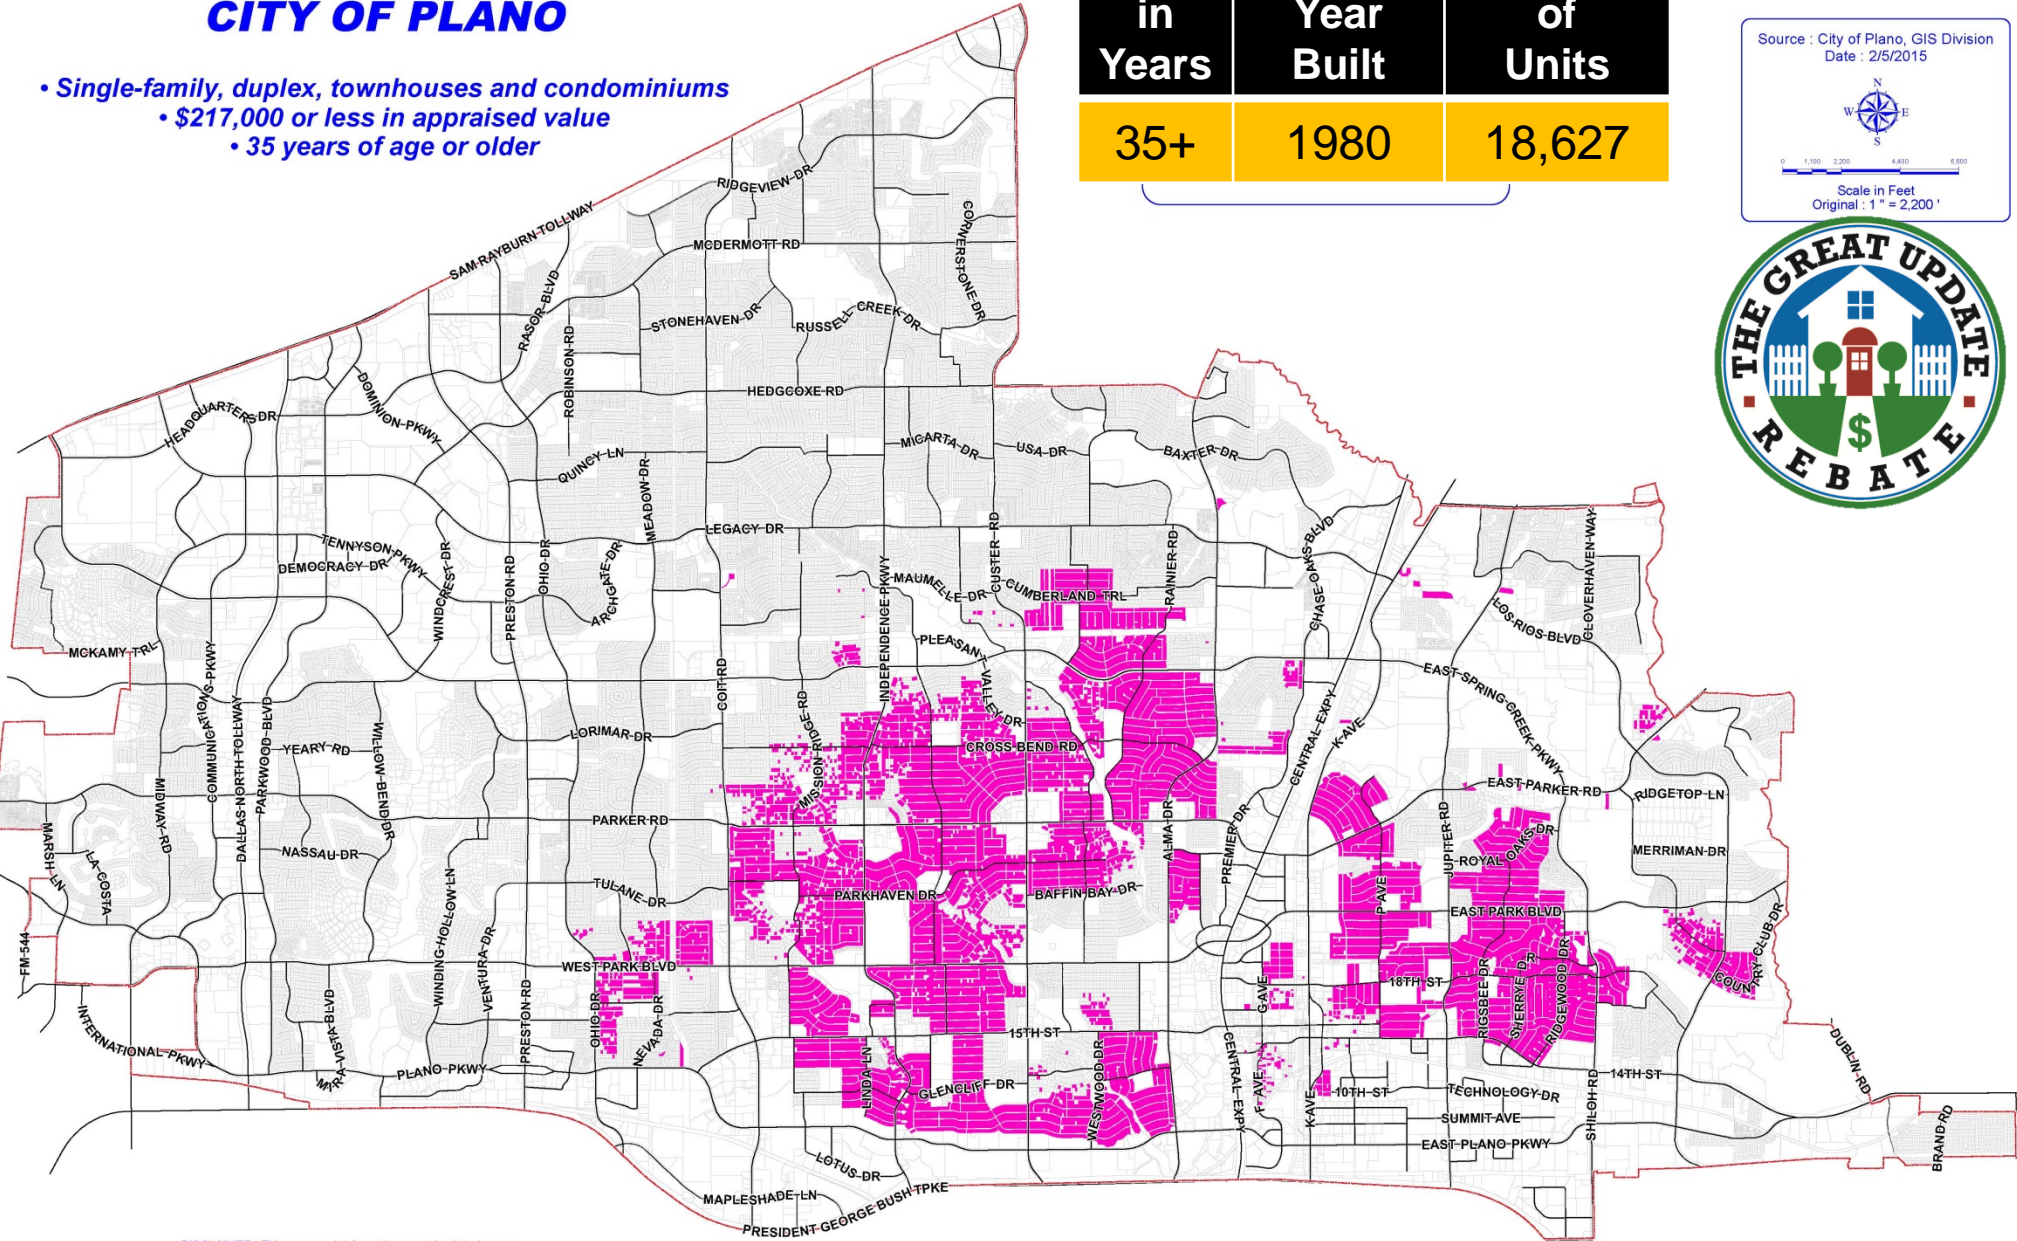 CITY OF PLANO
• Single-family, duplex, townhouses and condominiums
• $217,000 or less in appraised value
• 35 years of age or older
in
Years
Year
Built
of
Units
35+
1980
18,627
Source : City of Plano, GIS Division
Date : 2/5/2015
N
W
E
S
0 1,100 2,200 4,400 6,600
Scale in Feet
Original : 1 " = 2,200 '
THE GREAT UPDATE
REBATE
$
RIDGEVIEW DR
SAM RAYBURN TOLLWAY
MCDERMOTT RD
CORNERSTONE DR
RASOR BLVD
STONEHAVEN DR
RUSSELL CREEK DR
ROBINSON RD
HEDGCOXE RD
DOMINION PKWY
HEADQUARTERS DR
MICARTA DR
USA DR
BAXTER DR
QUINCY LN
MEADOW DR
LEGACY DR
CUSTER RD
RAINIER RD
CHASE OAKS BLVD
CLOVERHAVEN WAY
TENNYSON PKWY
DEMOCRACY DR
WINDCREST DR
PRESTON RD
OHIO DR
ARCHGATE DR
INDEPENDENCE PKWY
MAUMELLE DR
CUMBERLAND TRL
LOS RIOS BLVD
MCKAMY TRL
COMMUNICATIONS PKWY
PLEASANT VALLEY DR
COIT RD
EAST SPRING CREEK PKWY
DALLAS NORTH TOLLWAY
PARKWOOD BLVD
YEARY RD
WILLOW BEND DR
LORIMAR DR
MISSION RIDGE RD
CROSS BEND RD
CENTRAL EXPY
K AVE
MIDWAY RD
EAST PARKER RD
RIDGETOP LN
PARKER RD
MARSH LN
LA COSTA
NASSAU DR
ALMA DR
PREMIER DR
JUPITER RD
ROYAL OAKS DR
MERRIMAN DR
TULANE DR
PARKHAVEN DR
BAFFIN BAY DR
P AVE
EAST PARK BLVD
FM 544
WINDING HOLLOW LN
VENTURA DR
WEST PARK BLVD
COUNTRY CLUB DR
18TH ST
G AVE
RIGSBEE DR
SHERRYE DR
RIDGEWOOD DR
INTERNATIONAL PKWY
MIRA VISTA BLVD
PRESTON RD
OHIO DR
NEVADA DR
15TH ST
PLANO PKWY
LINDA LN
GLENCLIFF DR
WESTWOOD DR
CENTRAL EXPY
F AVE
K AVE
10TH ST
14TH ST
TECHNOLOGY DR
SUMMIT AVE
EAST PLANO PKWY
SHILOH RD
DUBLIN RD
BRAND RD
LOTUS DR
MAPLESHADE LN
PRESIDENT GEORGE BUSH TPKE